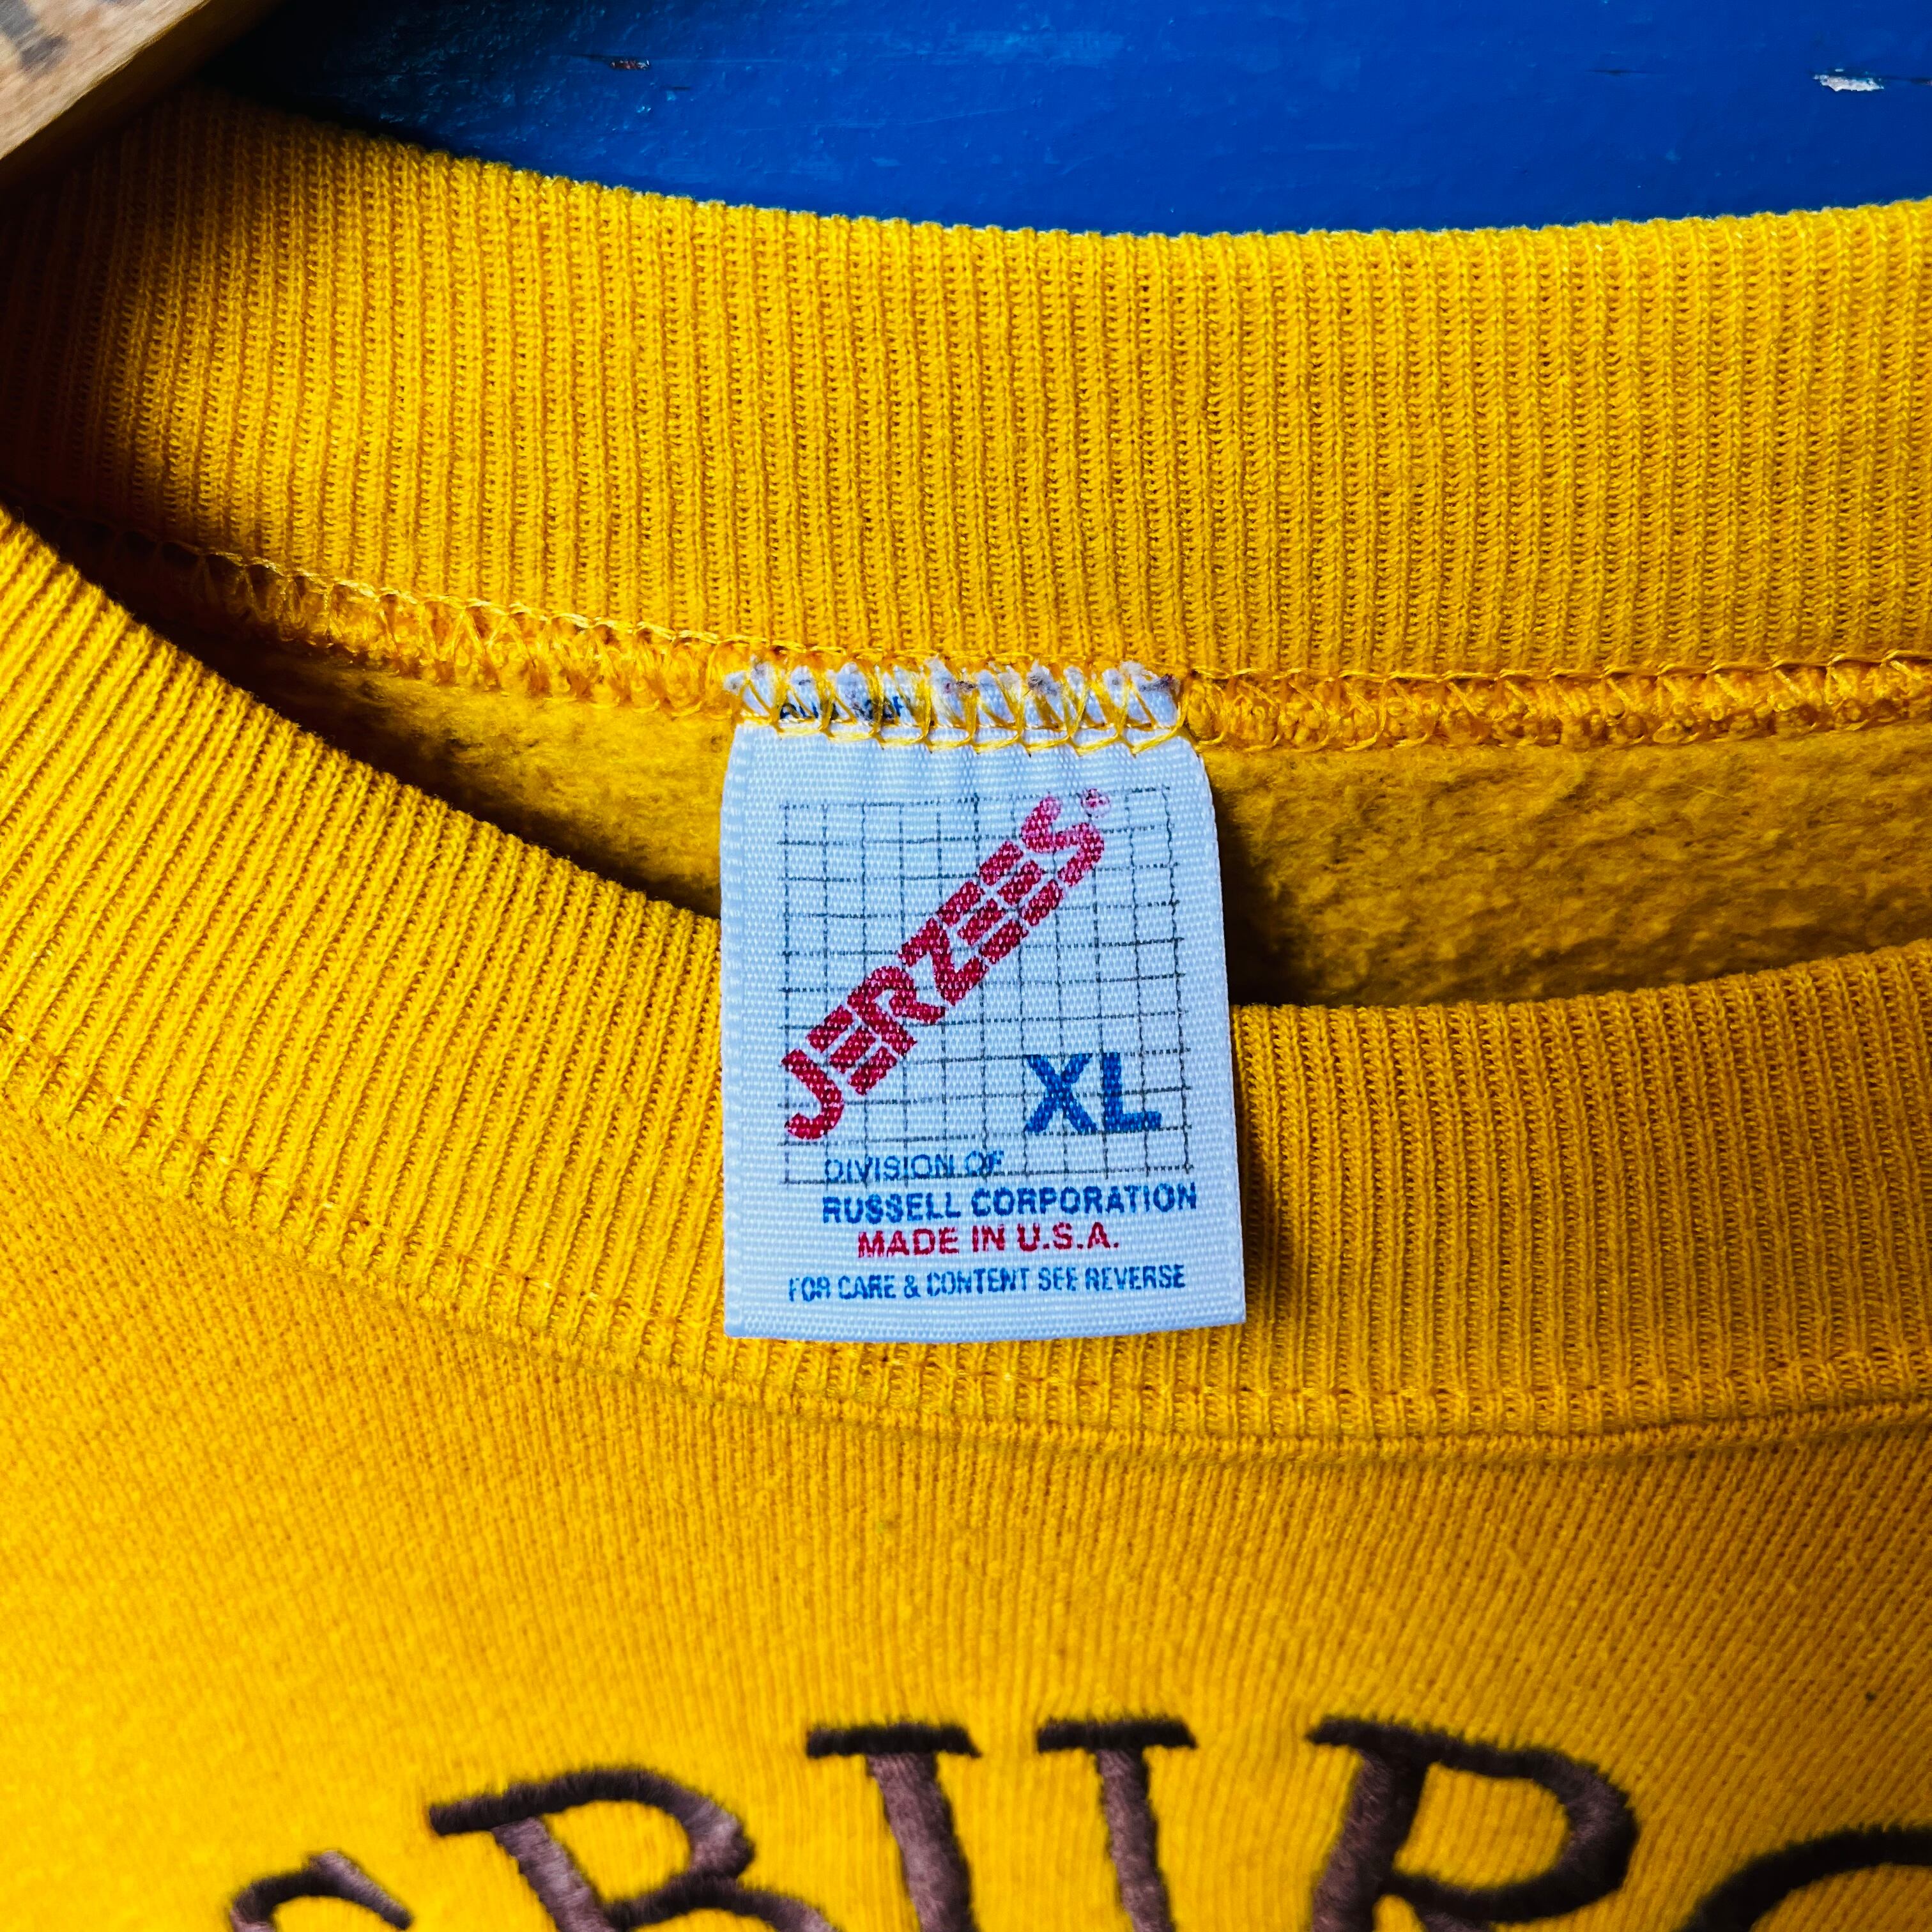 JERZEES®
XL
DIVISION OF
RUSSELL CORPORATION
MADE IN U.S.A.
FOR CARE & CONTENT SEE REVERSE